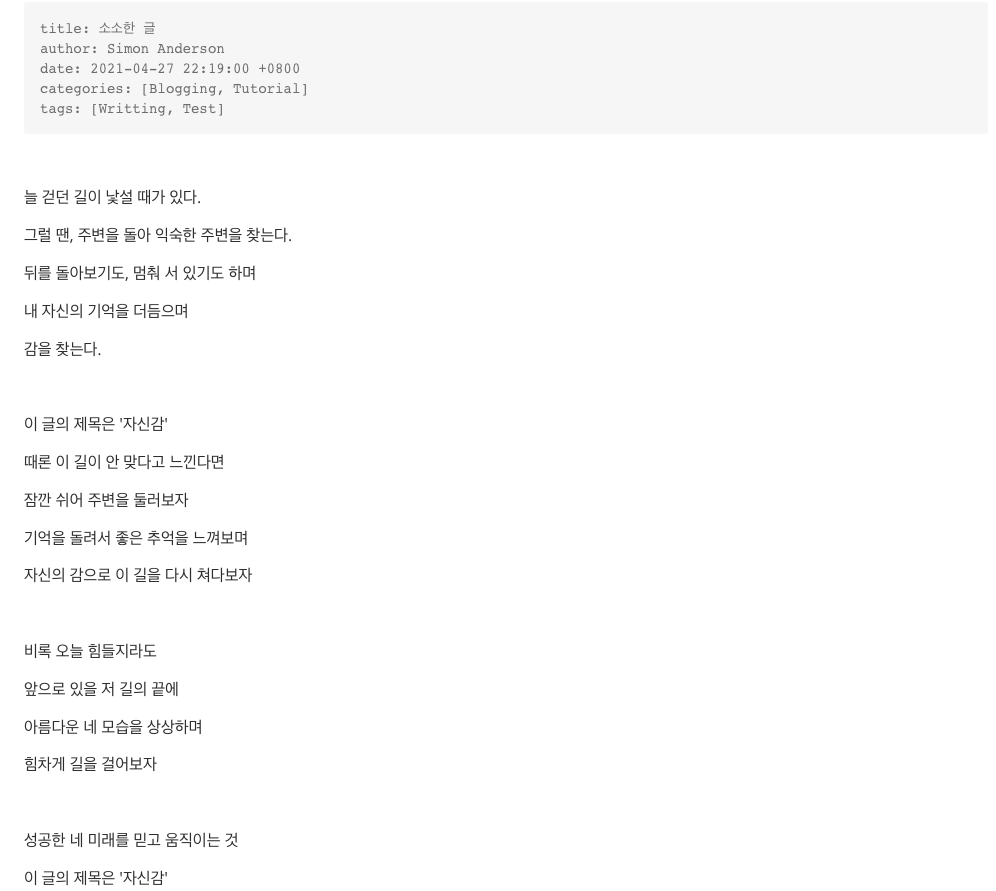 title: 소소한 글
author: Simon Anderson
date: 2021-04-27 22:19:00 +0800
categories: [Blogging, Tutorial]
tags: [Writting, Test]
늘 걷던 길이 낯설 때가 있다.
그럴 땐, 주변을 돌아 익숙한 주변을 찾는다.
뒤를 돌아보기도, 멈춰 서 있기도 하며
내 자신의 기억을 더듬으며
감을 찾는다.
이 글의 제목은 '자신감'
때론 이 길이 안 맞다고 느낀다면
잠깐 쉬어 주변을 둘러보자
기억을 돌려서 좋은 추억을 느껴보며
자신의 감으로 이 길을 다시 쳐다보자
비록 오늘 힘들지라도
앞으로 있을 저 길의 끝에
아름다운 네 모습을 상상하며
힘차게 길을 걸어보자
성공한 네 미래를 믿고 움직이는 것
이 글의 제목은 '자신감'